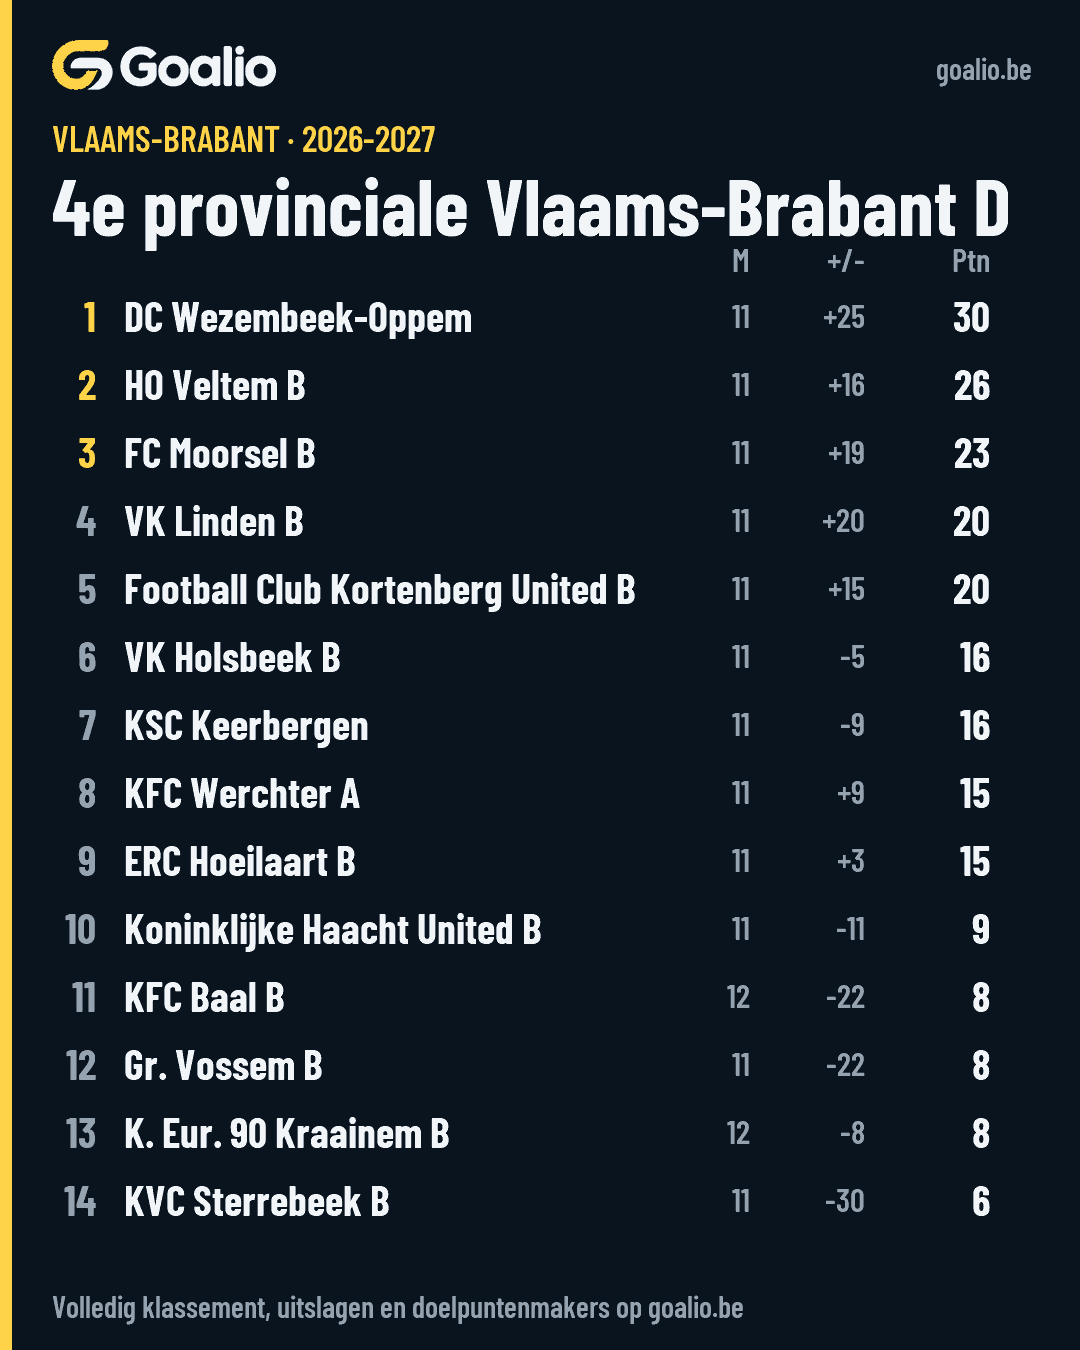 Goalio
goalio.be
VLAAMS-BRABANT · 2026-2027
4e provinciale Vlaams-Brabant D
M +/- Ptn
1 DC Wezembeek-Oppem 11 +25 30
2 HO Veltem B 11 +16 26
3 FC Moorsel B 11 +19 23
4 VK Linden B 11 +20 20
5 Football Club Kortenberg United B 11 +15 20
6 VK Holsbeek B 11 -5 16
7 KSC Keerbergen 11 -9 16
8 KFC Werchter A 11 +9 15
9 ERC Hoeilaart B 11 +3 15
10 Koninklijke Haacht United B 11 -11 9
11 KFC Baal B 12 -22 8
12 Gr. Vossem B 11 -22 8
13 K. Eur. 90 Kraainem B 12 -8 8
14 KVC Sterrebeek B 11 -30 6
Volledig klassement, uitslagen en doelpuntenmakers op goalio.be